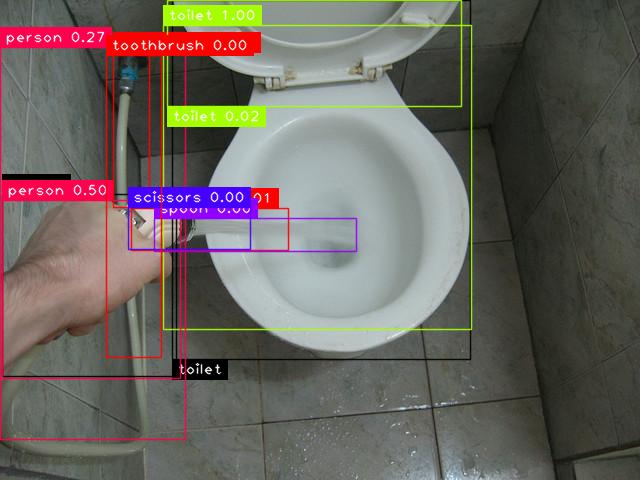 toilet 1.00
person 0.27
toothbrush 0.00
toilet 0.02
person 0.50
scissors 0.00
01
spoon 0.00
toilet